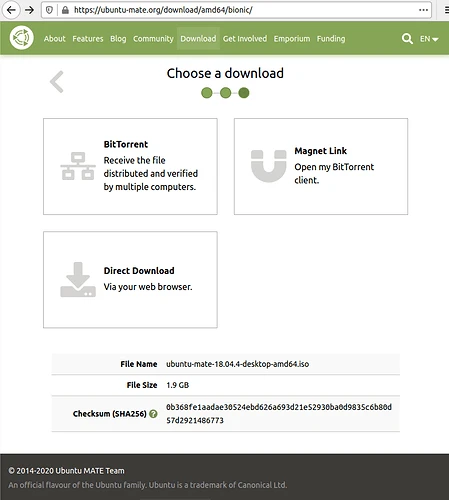 https://ubuntu-mate.org/download/amd64/bionic/
About Features Blog Community Download Get Involved Emporium Funding EN
Choose a download
BitTorrent
Receive the file
distributed and verified
by multiple computers.
Magnet Link
Open my BitTorrent
client.
Direct Download
Via your web browser.
File Name ubuntu-mate-18.04.4-desktop-amd64.iso
File Size 1.9 GB
Checksum (SHA256) ? 0b368fe1aadae30524ebd626a693d21e52930ba0d9835c6b80d
57d2921486773
© 2014-2020 Ubuntu MATE Team
An official flavour of the Ubuntu family. Ubuntu is a trademark of Canonical Ltd.